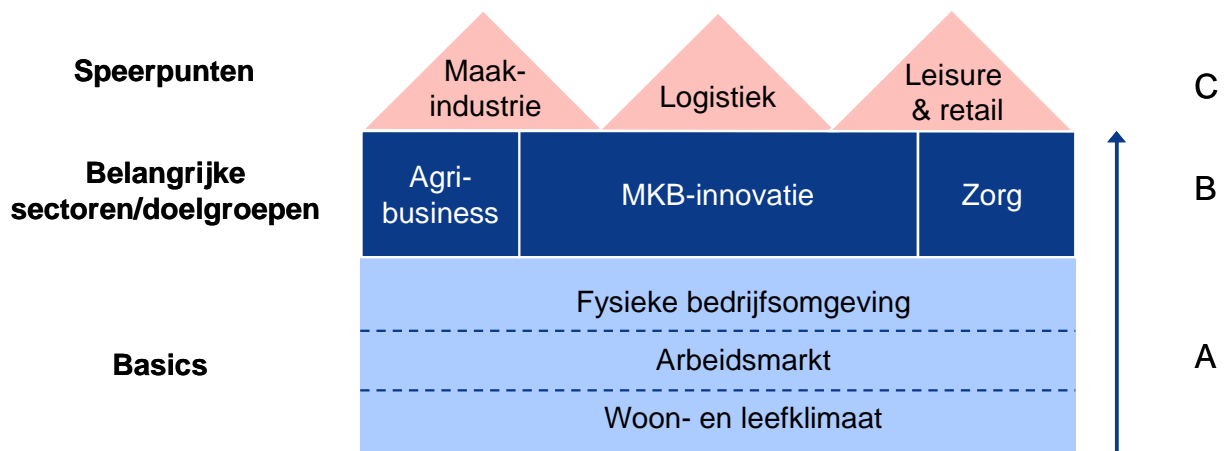 Speerpunten
Maak-
industrie
Logistiek
Leisure
& retail
C
Belangrijke
sectoren/doelgroepen
Agri-
business
MKB-innovatie
Zorg
B
Fysieke bedrijfsomgeving
Basics
Arbeidsmarkt
A
Woon- en leefklimaat